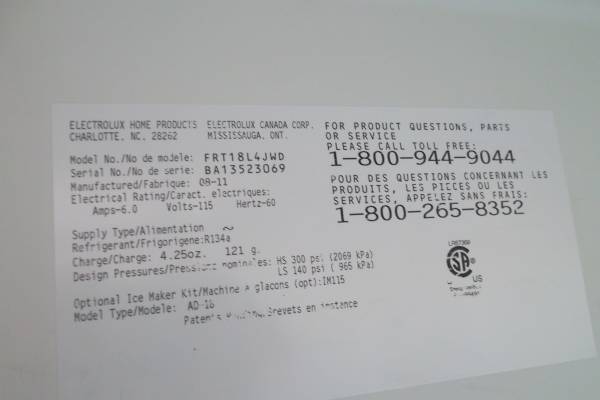 ELECTROLUX HOME PRODUCTS ELECTROLUX CANADA CORP.
CHARLOTTE, NC. 28262 MISSISSAUGA, ONT.
Model No./No de modele: FRT18L4JWD
Serial No./No de serie: BA13523069
Manufactured/Fabrique: 08-11
Electrical Rating/Caract. electriques:
Amps-6.0 Volts-115 Hertz-60
Supply Type/Alimentation ~
Refrigerant/Frigorigene:R134a
Charge/Charge: 4.25oz. 121 g.
Design Pressures/Pressions nominales: HS 300 psi (2069 kPa)
LS 140 psi ( 965 kPa)
Optional Ice Maker Kit/Machine A glacons (opt):IM115
Model Type/Modele: AD-18
Brevets en instance
FOR PRODUCT QUESTIONS, PARTS
OR SERVICE
PLEASE CALL TOLL FREE:
1-800-944-9044
POUR DES QUESTIONS CONCERNANT LES
PRODUITS, LES PIECES OU LES
SERVICES, APPELEZ SANS FRAIS:
1-800-265-8352
SA
US